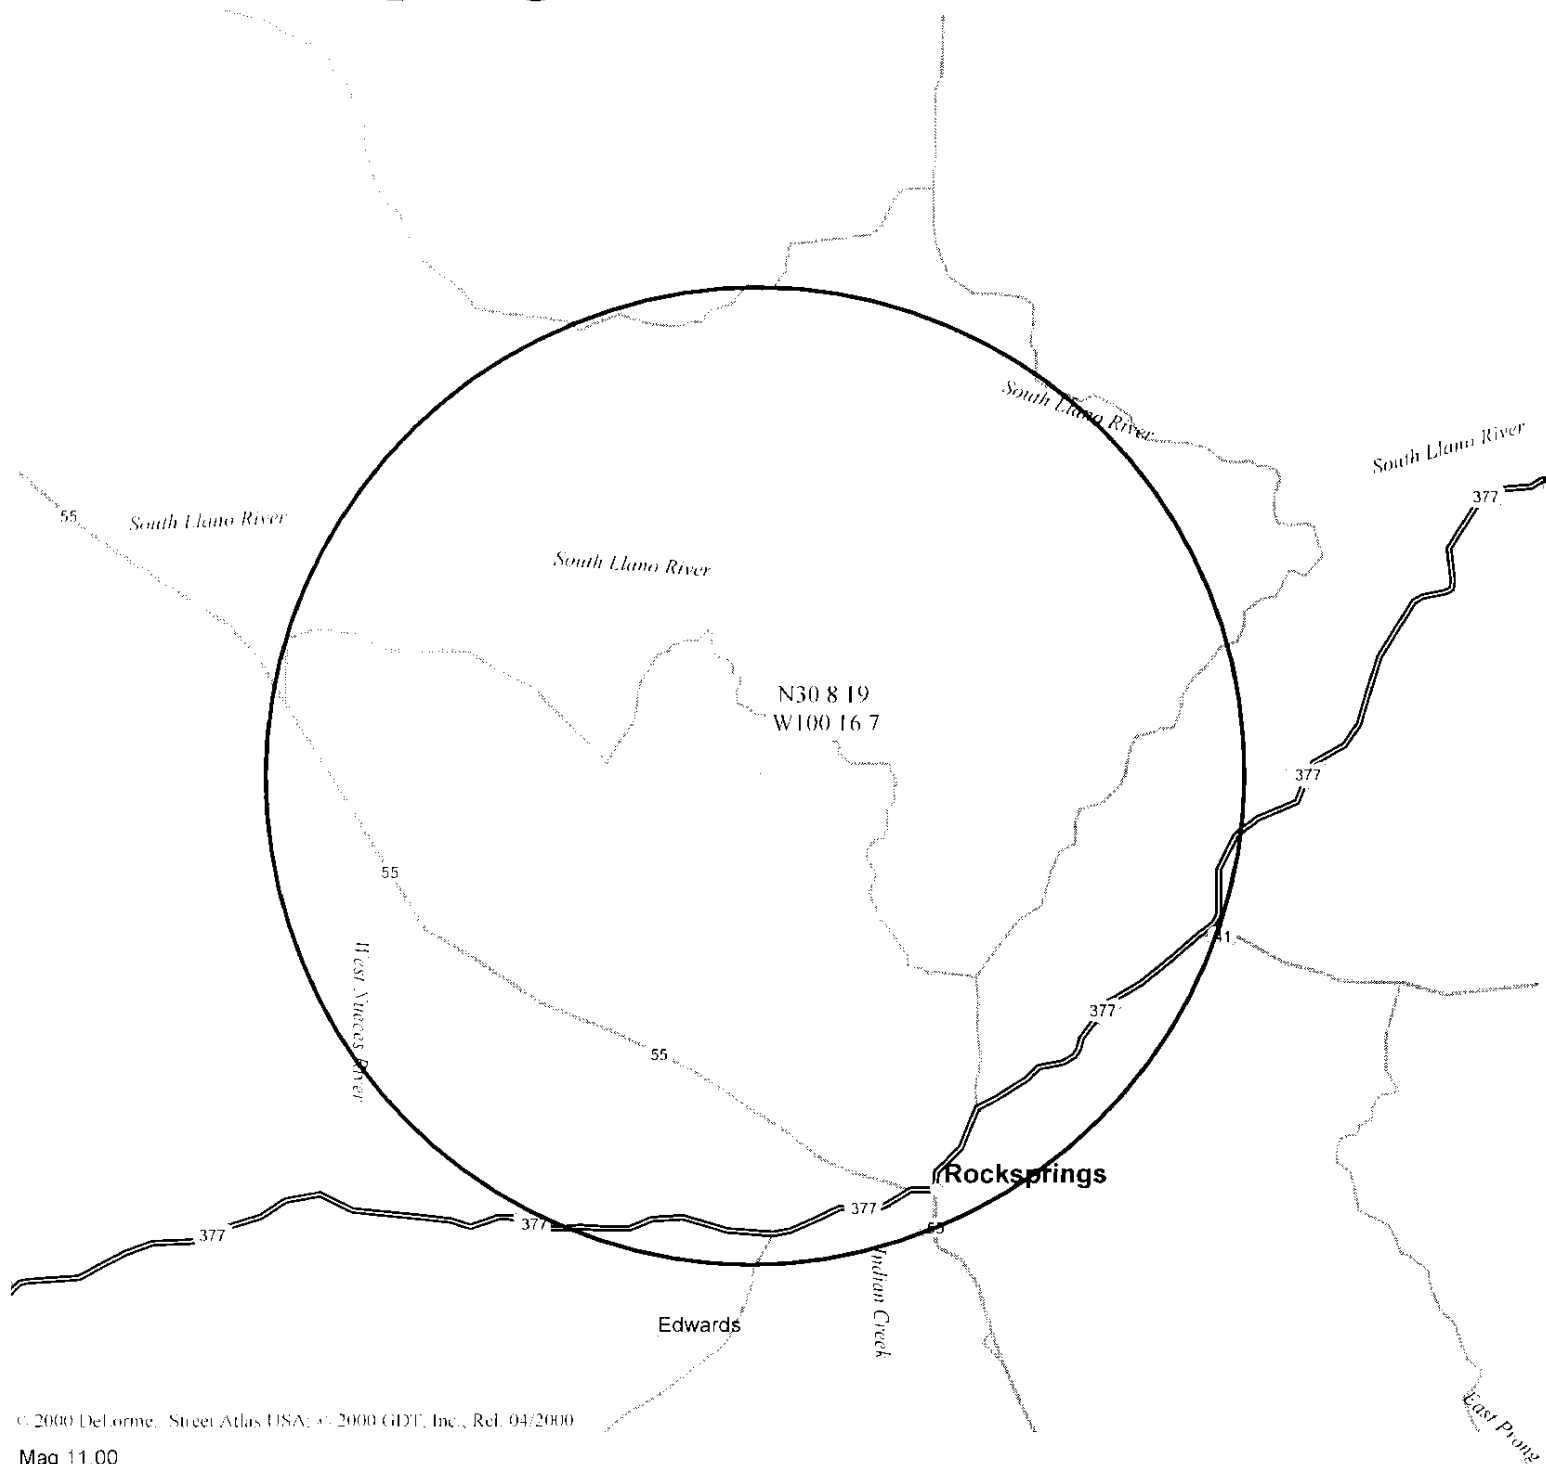 South Llano River
South Llano River
377
55
South Llano River
South Llano River
N30 8 19
W100 16 7
377
55
41
West Nueces River
377
55
Rocksprings
377
377
377
55
Indian Creek
Edwards
East Prong
© 2000 DeLorme. Street Atlas USA; © 2000 GDT, Inc., Rel. 04/2000
Mag 11.00